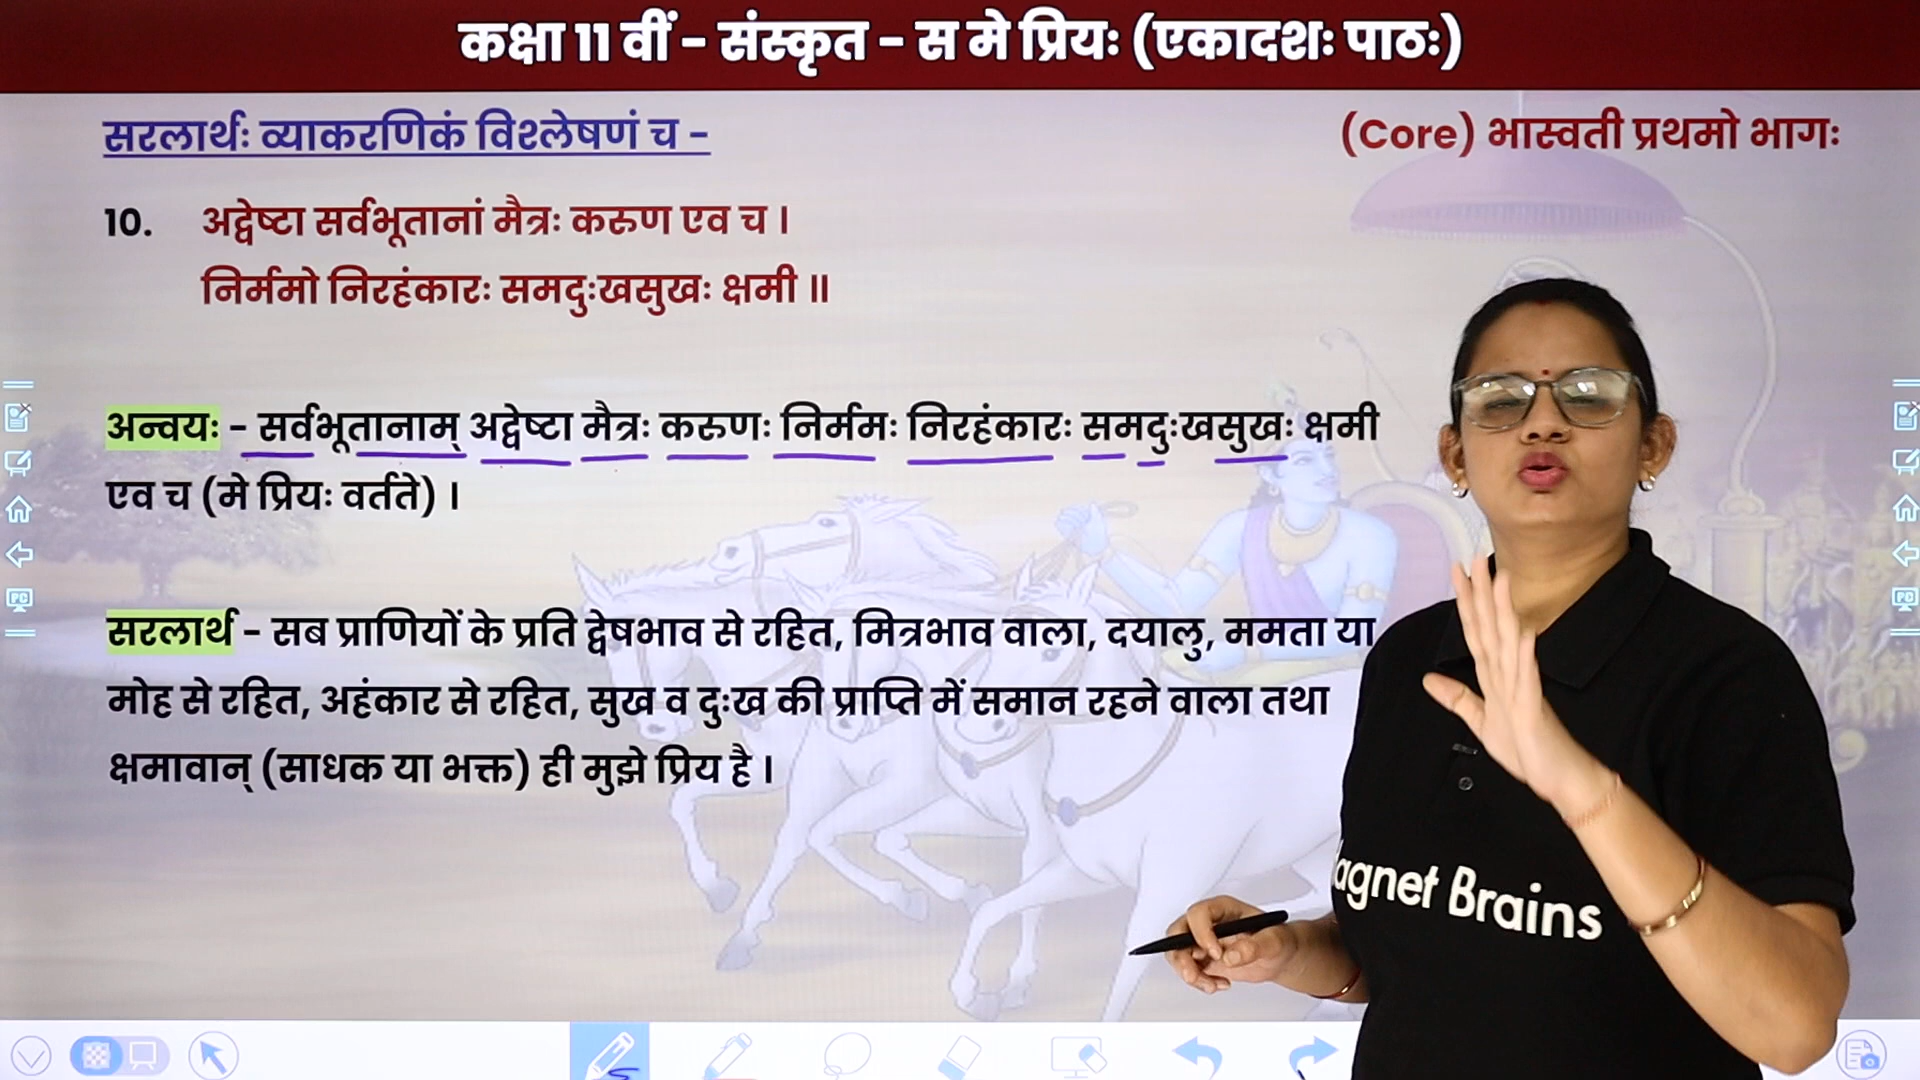 कक्षा 11 वीं - संस्कृत - स मे प्रियः (एकादशः पाठः)
सरलार्थः व्याकरणिकं विश्लेषणं च -
(Core) भास्वती प्रथमो भागः
10. अद्वेष्टा सर्वभूतानां मैत्रः करुण एव च ।
निर्ममो निरहंकारः समदुःखसुखः क्षमी ॥
अन्वयः - सर्वभूतानाम् अद्वेष्टा मैत्रः करुणः निर्ममः निरहंकारः समदुःखसुखः क्षमी
एव च (मे प्रियः वर्तते) ।
सरलार्थ - सब प्राणियों के प्रति द्वेषभाव से रहित, मित्रभाव वाला, दयालु, ममता या
मोह से रहित, अहंकार से रहित, सुख व दुःख की प्राप्ति में समान रहने वाला तथा
क्षमावान् (साधक या भक्त) ही मुझे प्रिय है ।
agnet Brains